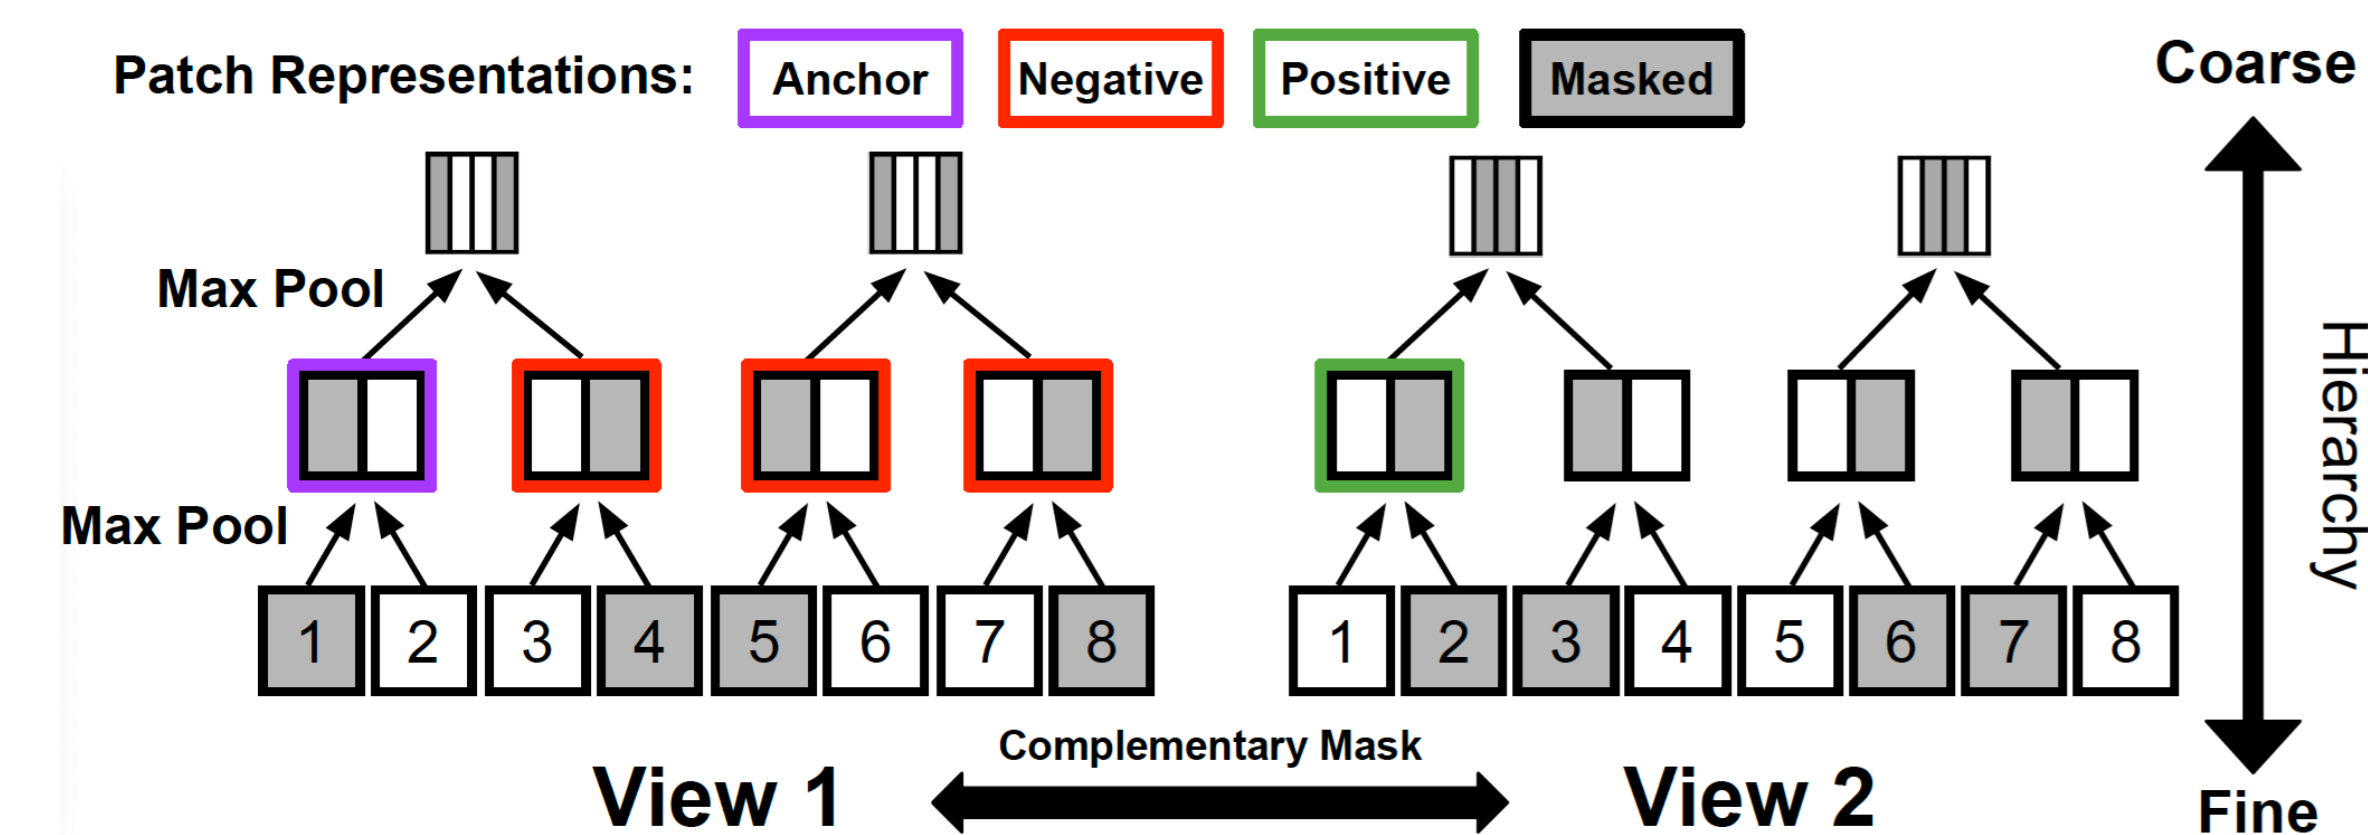 Patch Representations: Anchor Negative Positive Masked
Coarse
Max Pool
Hierarchy
Max Pool
1 2 3 4 5 6 7 8 1 2 3 4 5 6 7 8
Complementary Mask
View 1 View 2
Fine